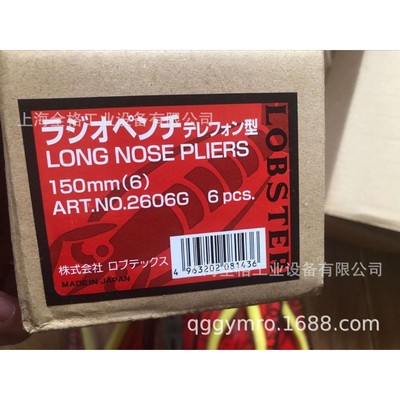 上海全格工业设备有限公司
ラジオペンチ テレフォン型
LONG NOSE PLIERS
150mm(6)
ART.NO.2606G 6 pcs.
LOBSTER
4 963202 081436
株式会社 ロブテックス
MADE IN JAPAN
上海全格工业设备有限公司
qggymro.1688.com